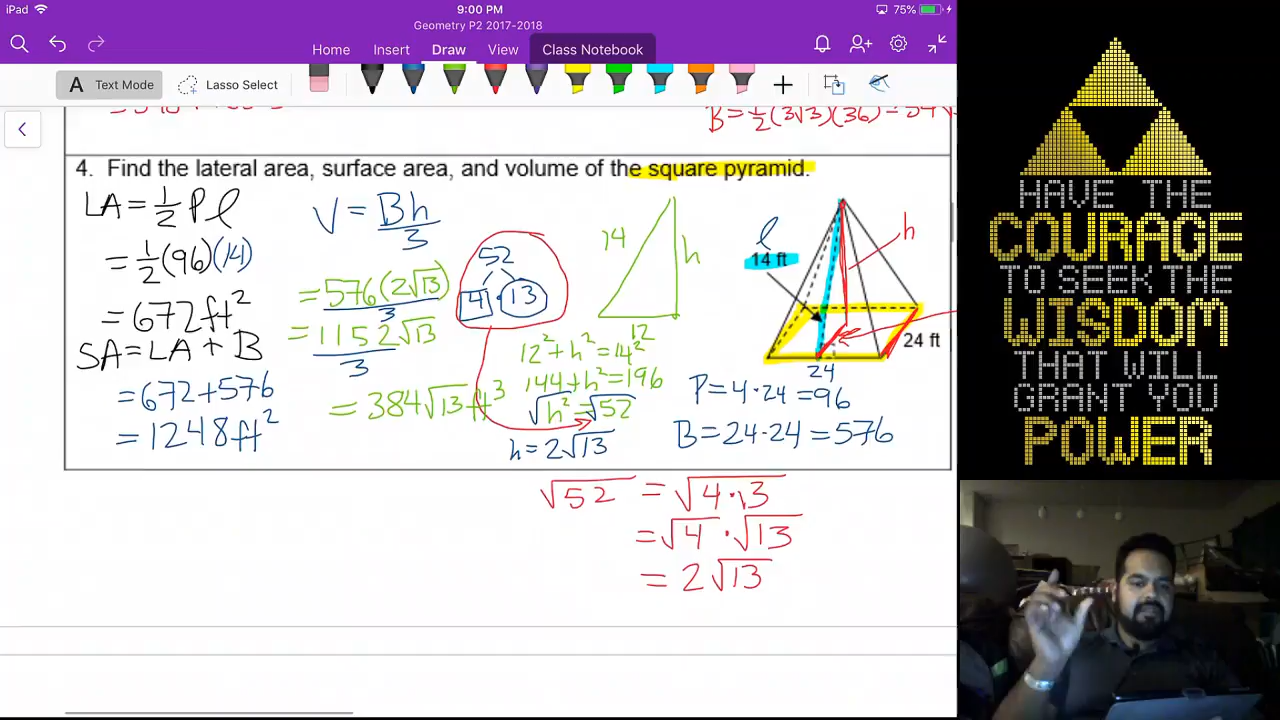 iPad
9:00 PM
75%
Geometry P2 2017-2018
Home Insert Draw View Class Notebook
Text Mode Lasso Select
B = ½(3√3)(36) =
4. Find the lateral area, surface area, and volume of the square pyramid.
LA = ½Pℓ
= ½(96)(14)
= 672 ft²
SA = LA + B
= 672 + 576
= 1248 ft²
V = Bh/3
= 576(2√13)/3
= 1152√13/3
= 384√13 ft³
52
4 · 13
14
h
12
12² + h² = 14²
144 + h² = 196
√h² = √52
h = 2√13
ℓ
14 ft
h
24 ft
24
P = 4·24 = 96
B = 24·24 = 576
√52 = √4·13
= √4 · √13
= 2√13
HAVE THE
COURAGE
TO SEEK THE
WISDOM
THAT WILL
GRANT YOU
POWER